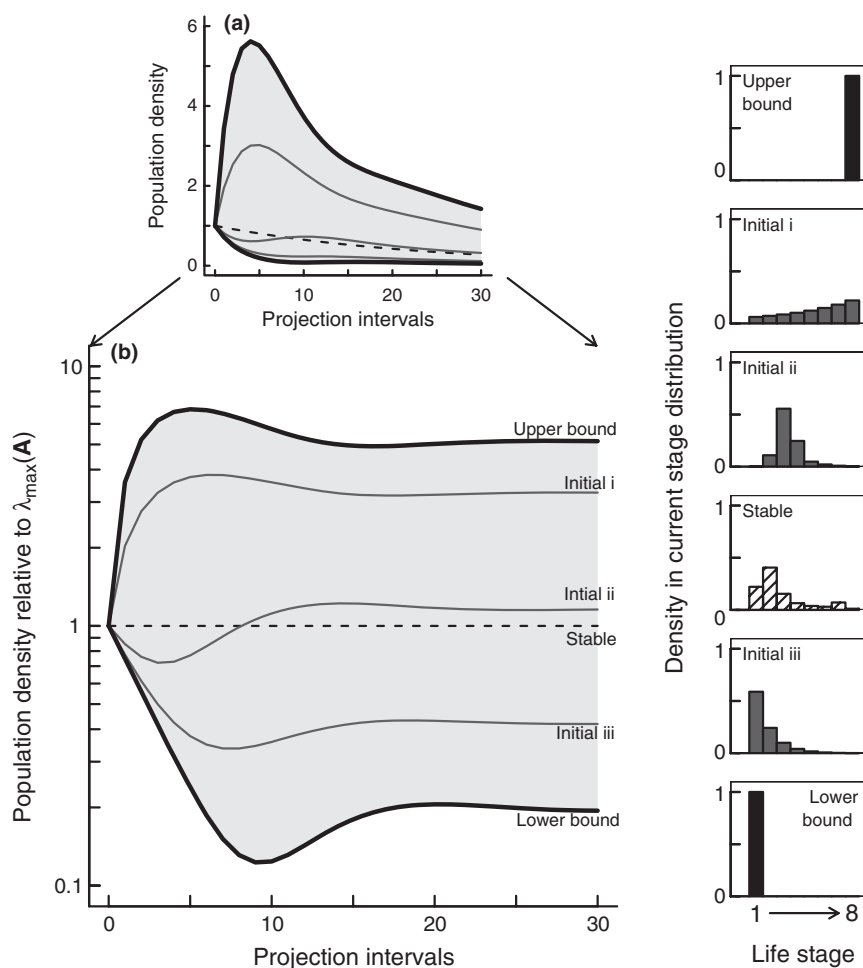 (a)
6
4
2
0
Population density
0
10
20
30
Projection intervals
(b)
10
1
0.1
Population density relative to λmax(A)
Upper bound
Initial i
Intial ii
Stable
Initial iii
Lower bound
0
10
20
30
Projection intervals
Density in current stage distribution
1
Upper
bound
0
1
Initial i
0
1
Initial ii
0
1
Stable
0
1
Initial iii
0
1
Lower
bound
0
1
8
Life stage